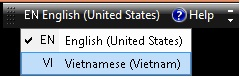 EN English (United States) ? Help
✓ EN English (United States)
VI Vietnamese (Vietnam)